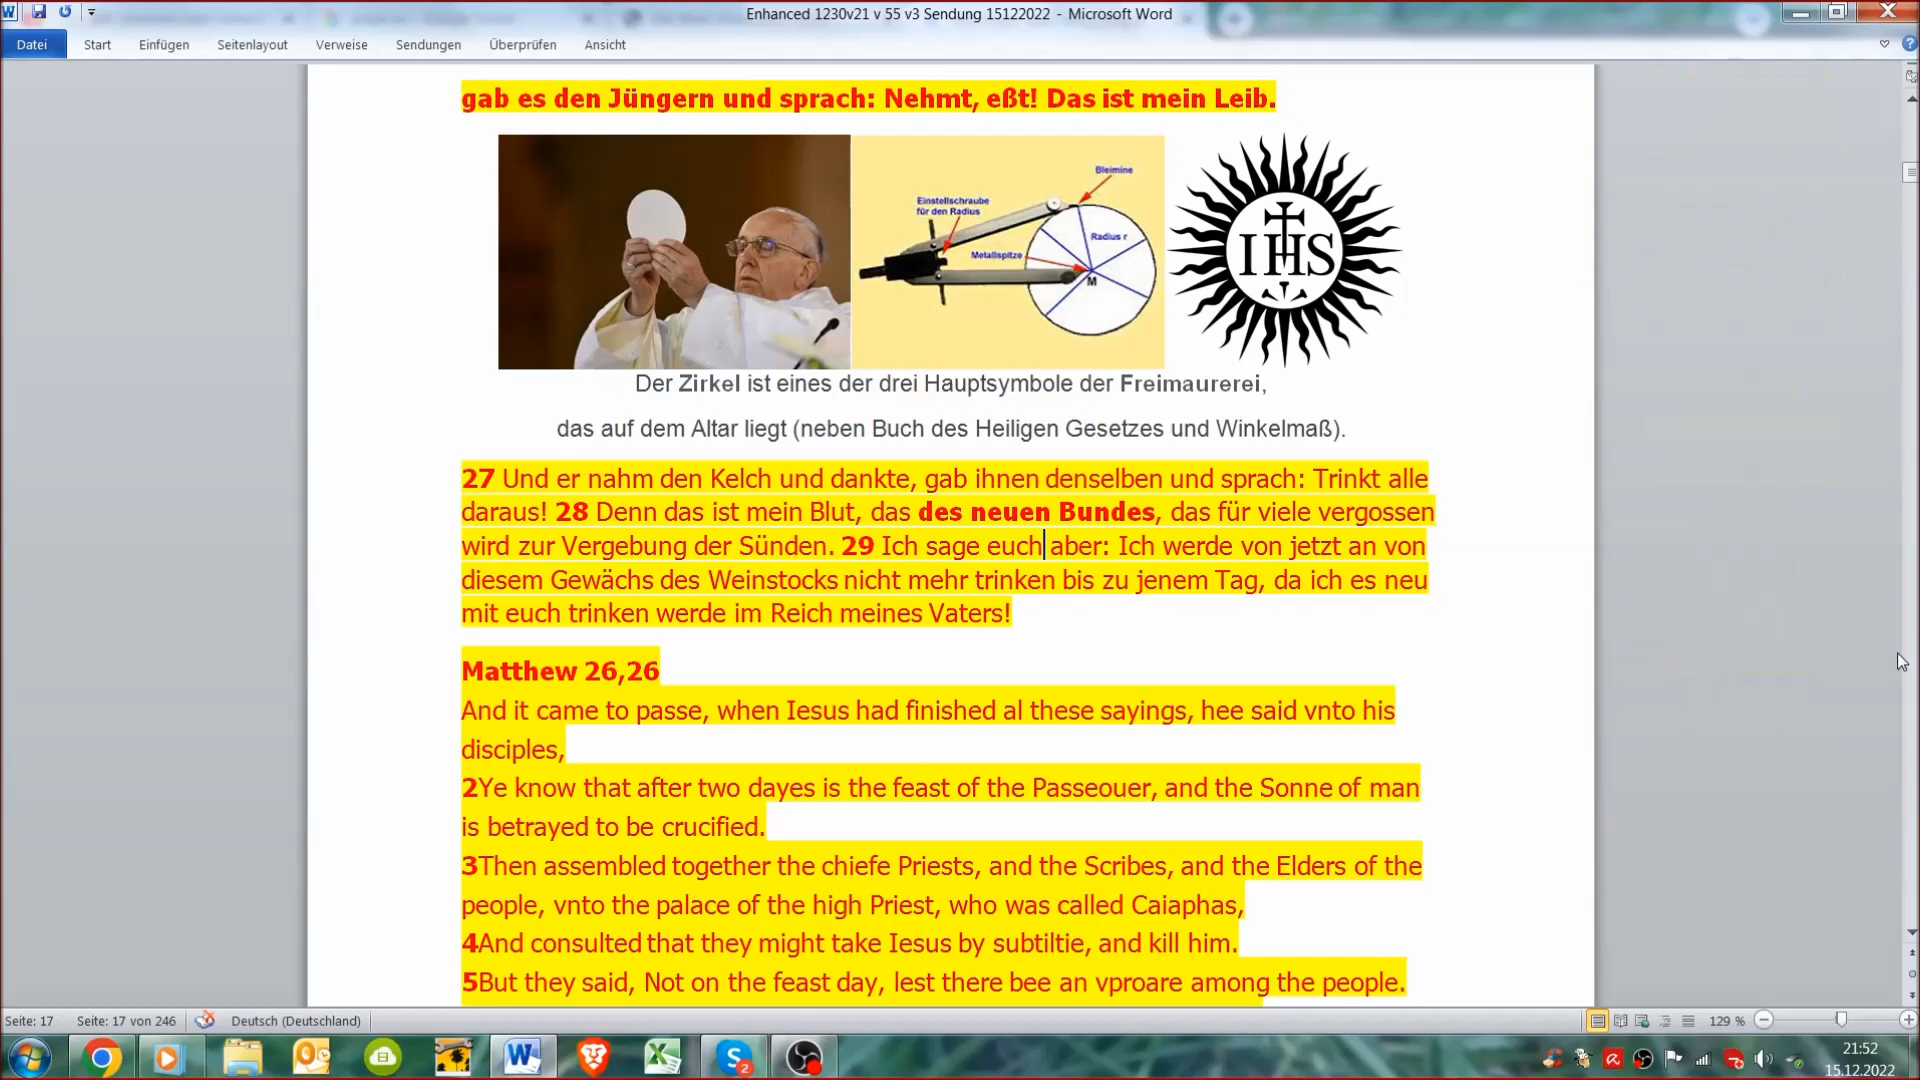 Enhanced 1230v21 v 55 v3 Sendung 15122022 - Microsoft Word
Datei Start Einfügen Seitenlayout Verweise Sendungen Überprüfen Ansicht
gab es den Jüngern und sprach: Nehmt, eßt! Das ist mein Leib.
Bleimine
Einstellschraube
für den Radius
Radius r
Metallspitze
M
IHS
Der Zirkel ist eines der drei Hauptsymbole der Freimaurerei,
das auf dem Altar liegt (neben Buch des Heiligen Gesetzes und Winkelmaß).
27 Und er nahm den Kelch und dankte, gab ihnen denselben und sprach: Trinkt alle
daraus! 28 Denn das ist mein Blut, das des neuen Bundes, das für viele vergossen
wird zur Vergebung der Sünden. 29 Ich sage euch aber: Ich werde von jetzt an von
diesem Gewächs des Weinstocks nicht mehr trinken bis zu jenem Tag, da ich es neu
mit euch trinken werde im Reich meines Vaters!
Matthew 26,26
And it came to passe, when Iesus had finished al these sayings, hee said vnto his
disciples,
2Ye know that after two dayes is the feast of the Passeouer, and the Sonne of man
is betrayed to be crucified.
3Then assembled together the chiefe Priests, and the Scribes, and the Elders of the
people, vnto the palace of the high Priest, who was called Caiaphas,
4And consulted that they might take Iesus by subtiltie, and kill him.
5But they said, Not on the feast day, lest there bee an vproare among the people.
Seite: 17 Seite: 17 von 246 Deutsch (Deutschland) 129 %
21:52
15.12.2022